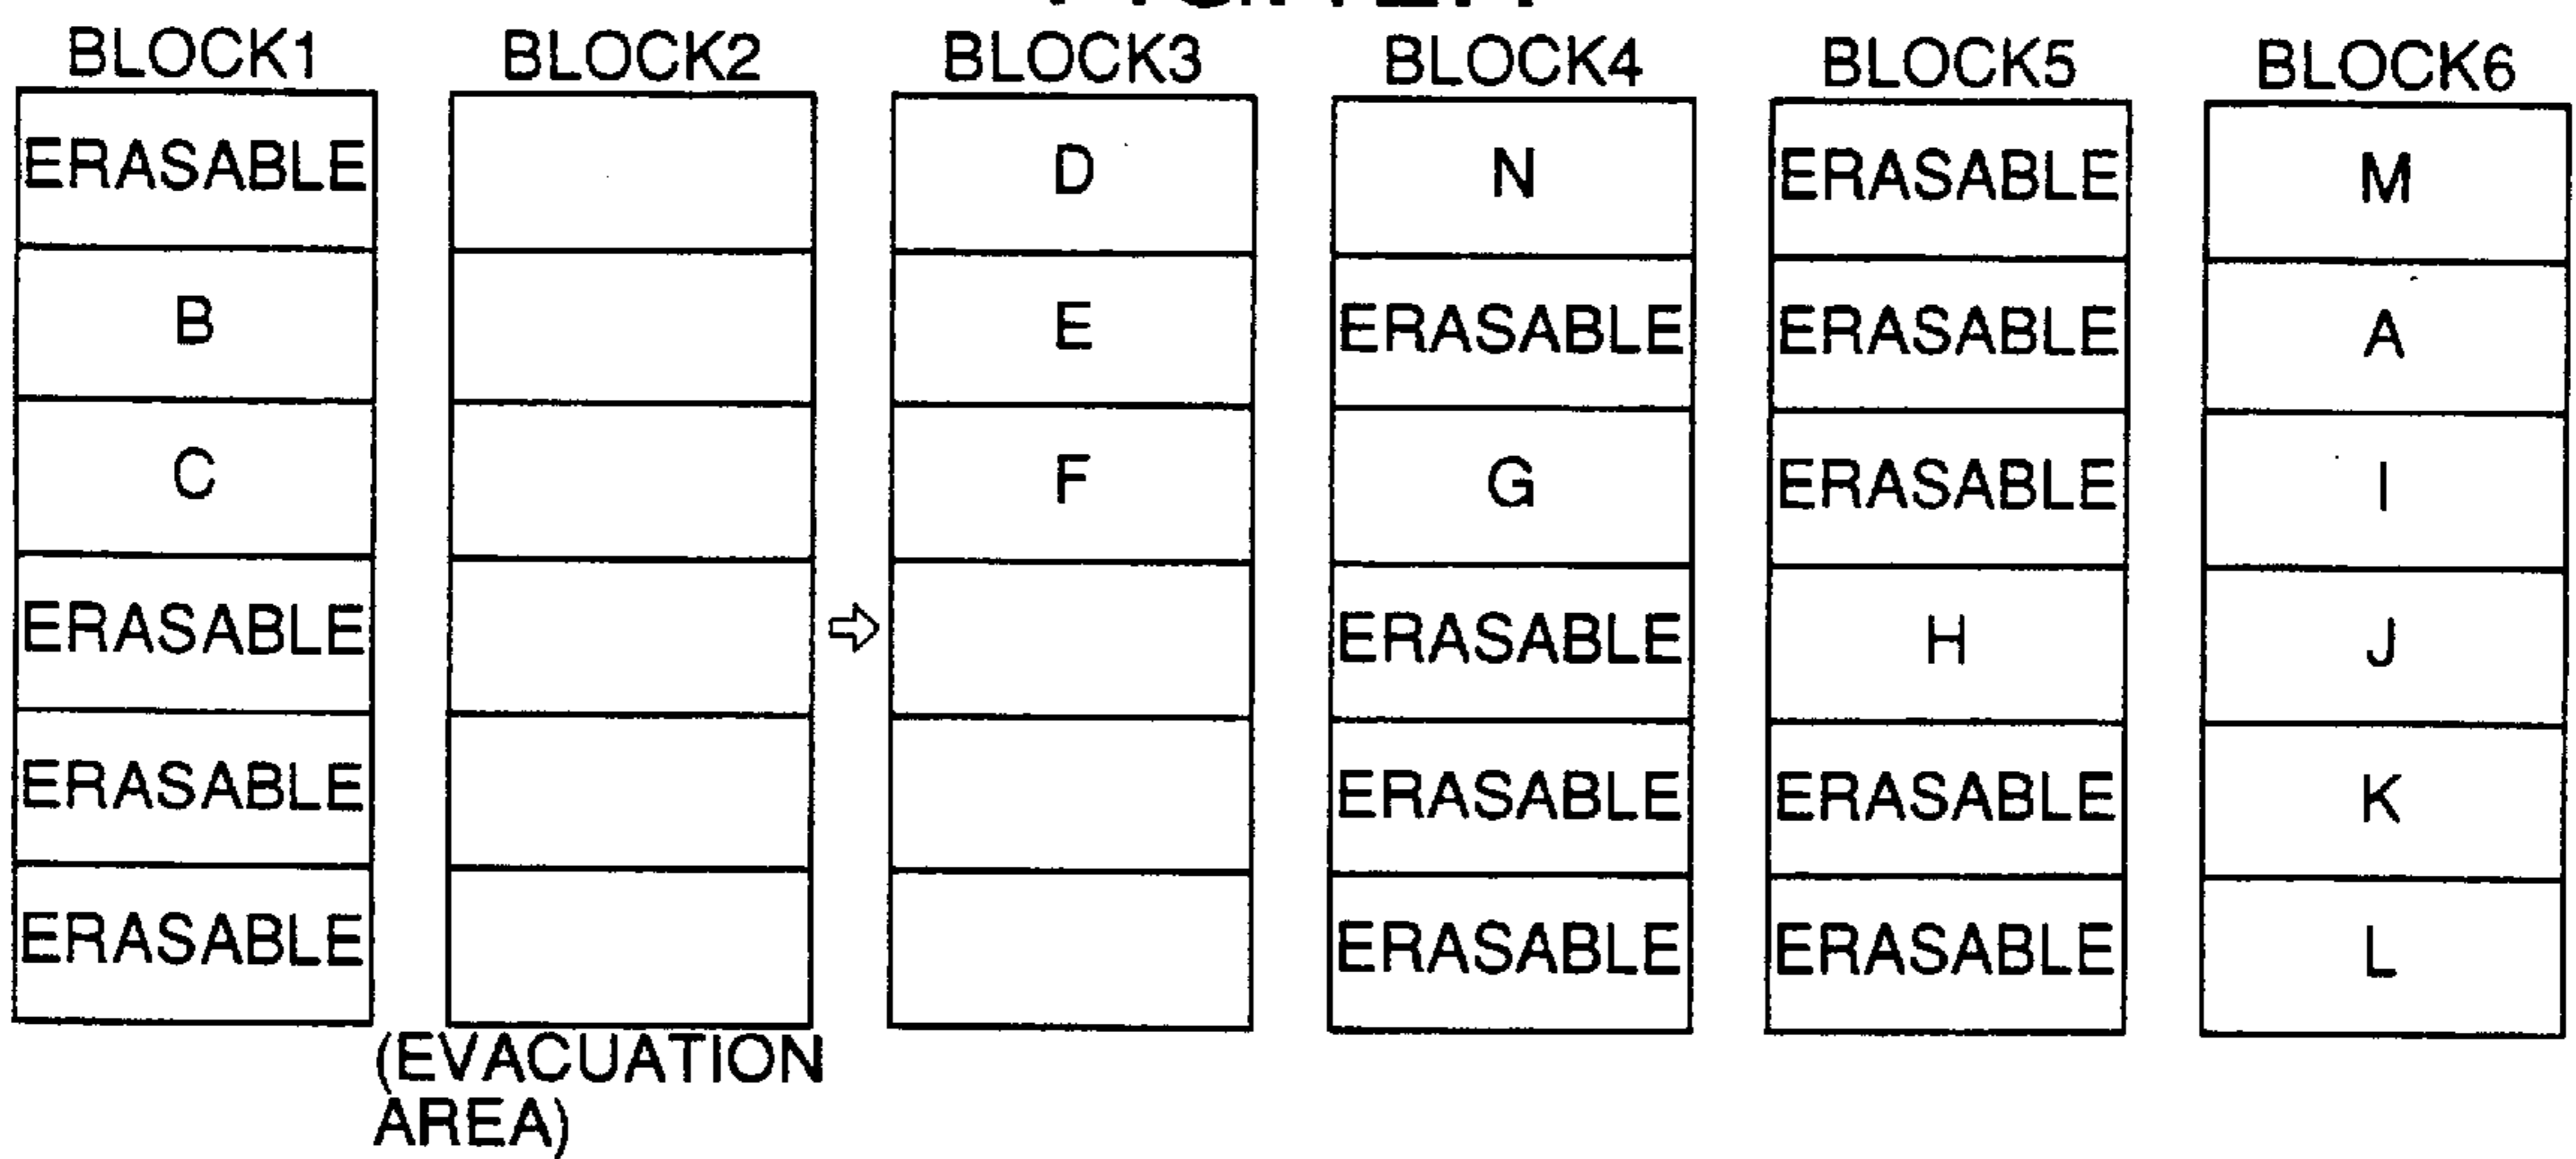 BLOCK1 BLOCK2 BLOCK3 BLOCK4 BLOCK5 BLOCK6
ERASABLE D N ERASABLE M
B E ERASABLE ERASABLE A
C F G ERASABLE I
ERASABLE ERASABLE H J
ERASABLE ERASABLE ERASABLE K
ERASABLE ERASABLE ERASABLE L
(EVACUATION
AREA)